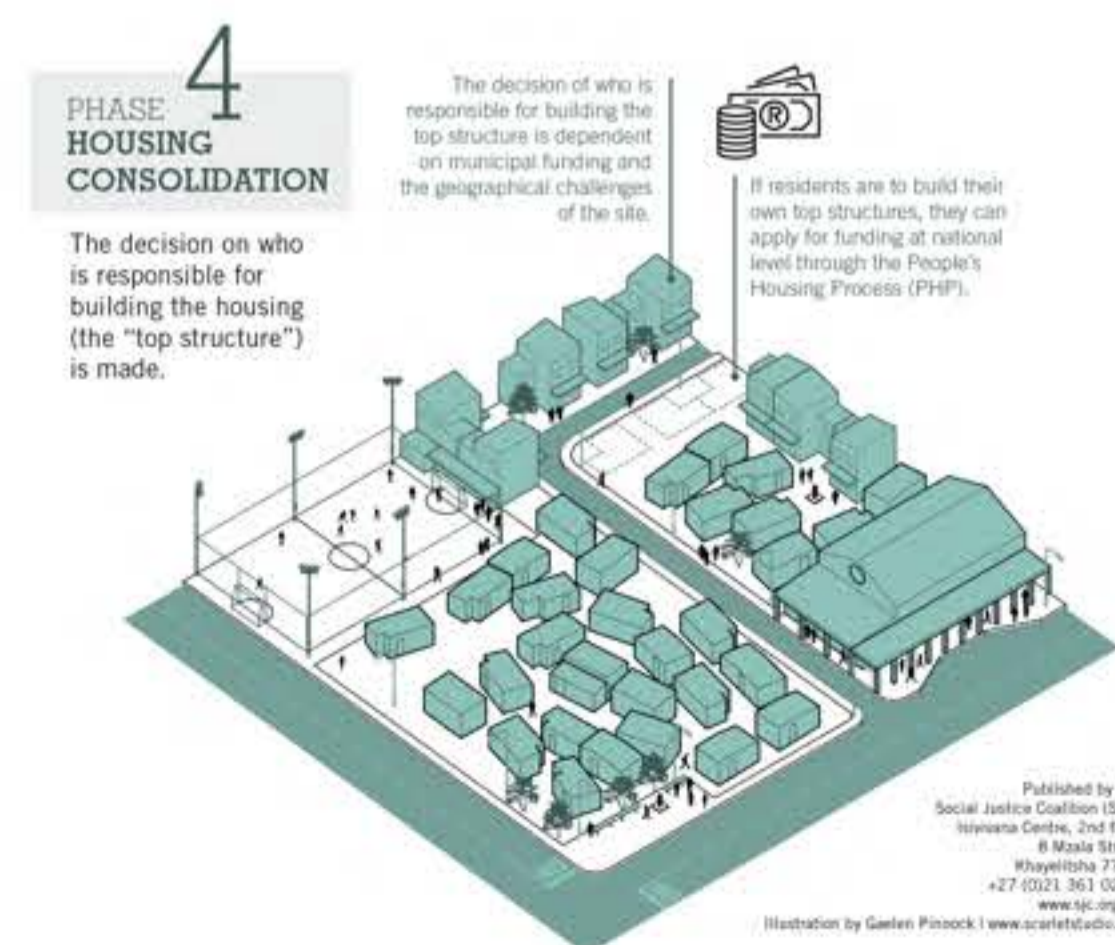 PHASE 4
HOUSING
CONSOLIDATION
The decision on who
is responsible for
building the housing
(the “top structure”)
is made.
The decision of who is
responsible for building the
top structure is dependent
on municipal funding and
the geographical challenges
of the site.
R
If residents are to build their
own top structures, they can
apply for funding at national
level through the People's
Housing Process (PHP).
Published by
Social Justice Coalition (S
Centre, 2nd
8 Mzala St
Khayelitsha 77
+27 (0)21 361 02
www.sjc.org
Illustration by Gaelen Pinnock | www.scarletstudio.